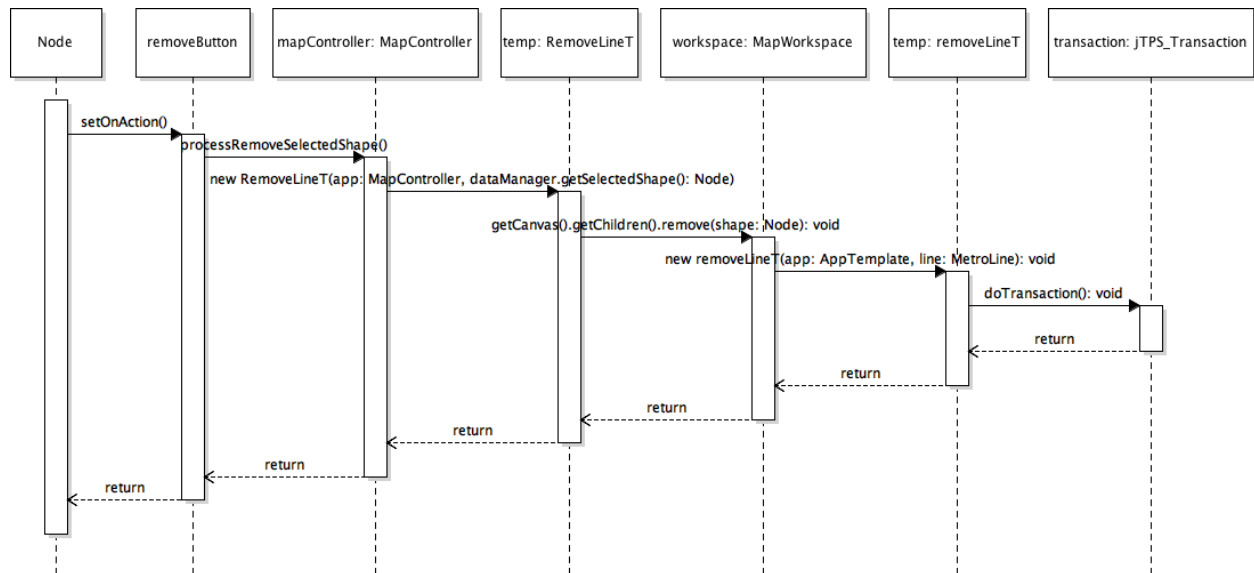 Node
removeButton
mapController: MapController
temp: RemoveLineT
workspace: MapWorkspace
temp: removeLineT
transaction: jTPS_Transaction
setOnAction()
processRemoveSelectedShape()
new RemoveLineT(app: MapController, dataManager.getSelectedShape(): Node)
getCanvas().getChildren().remove(shape: Node): void
new removeLineT(app: AppTemplate, line: MetroLine): void
doTransaction(): void
return
return
return
return
return
return